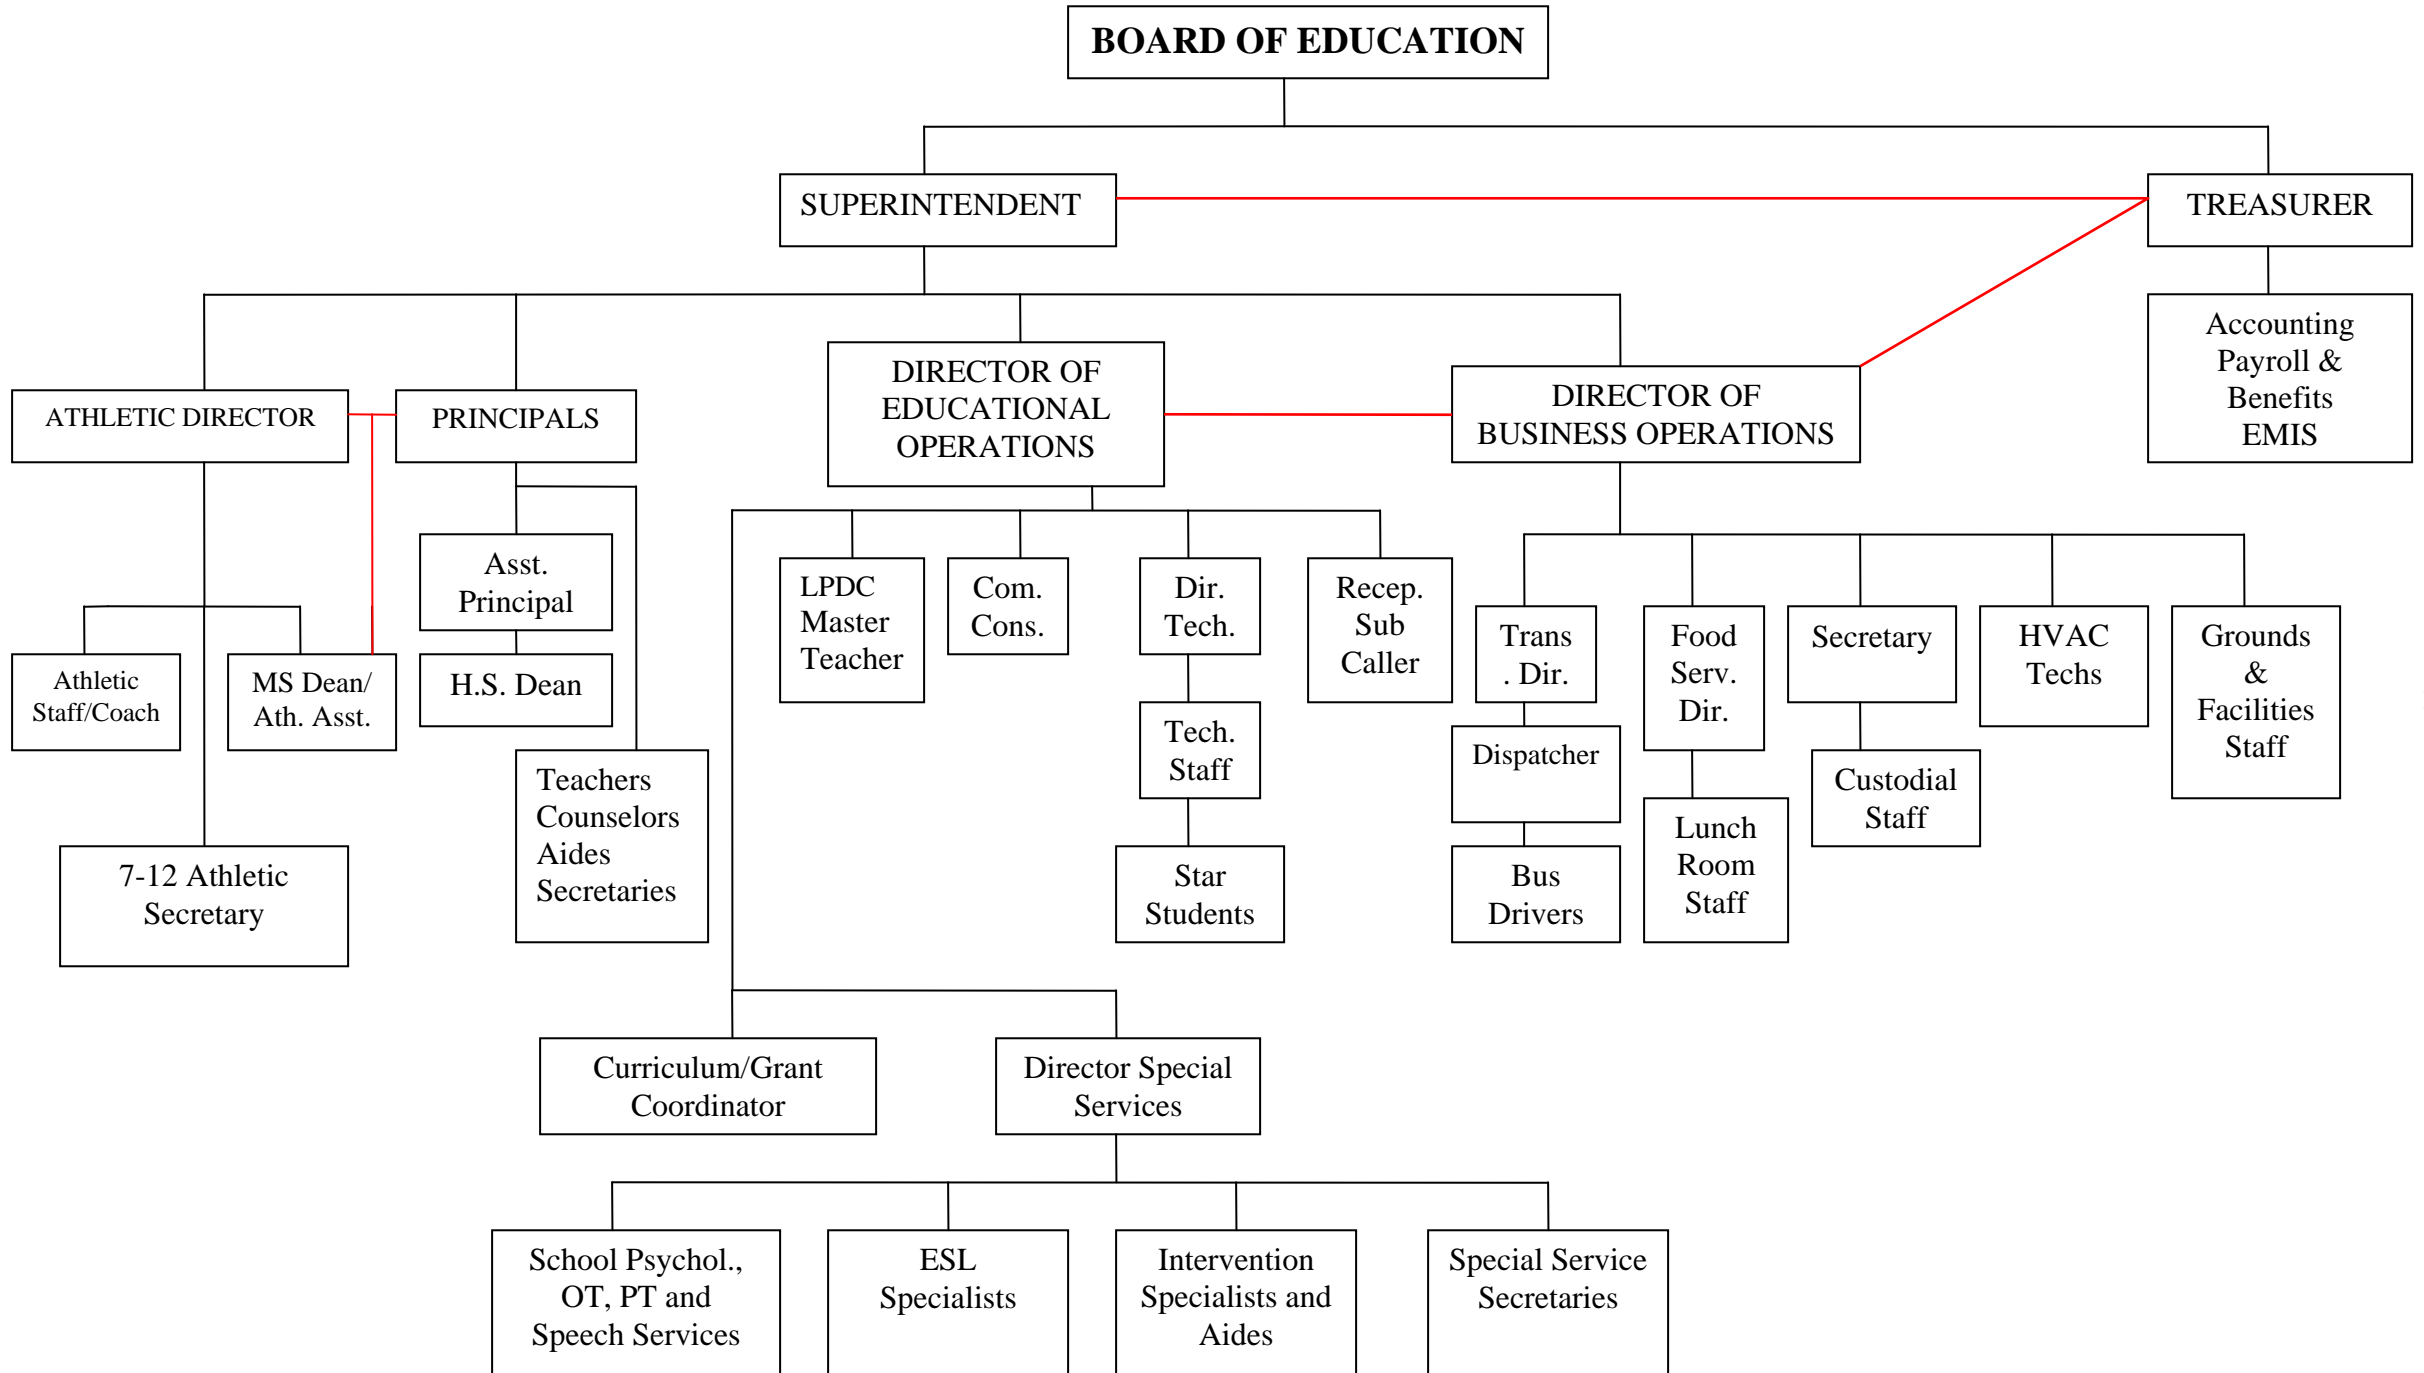 BOARD OF EDUCATION
SUPERINTENDENT
TREASURER
Accounting
Payroll &
Benefits
EMIS
ATHLETIC DIRECTOR
PRINCIPALS
DIRECTOR OF
EDUCATIONAL
OPERATIONS
DIRECTOR OF
BUSINESS OPERATIONS
Asst.
Principal
H.S. Dean
Athletic
Staff/Coach
MS Dean/
Ath. Asst.
7-12 Athletic
Secretary
Teachers
Counselors
Aides
Secretaries
LPDC
Master
Teacher
Com.
Cons.
Dir.
Tech.
Tech.
Staff
Star
Students
Recep.
Sub
Caller
Trans
. Dir.
Dispatcher
Bus
Drivers
Food
Serv.
Dir.
Lunch
Room
Staff
Secretary
Custodial
Staff
HVAC
Techs
Grounds
&
Facilities
Staff
Curriculum/Grant
Coordinator
Director Special
Services
School Psychol.,
OT, PT and
Speech Services
ESL
Specialists
Intervention
Specialists and
Aides
Special Service
Secretaries